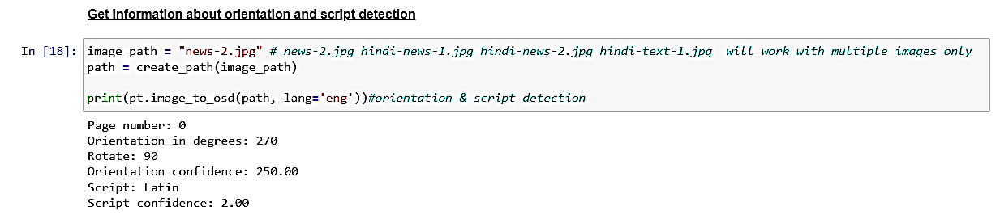 Get information about orientation and script detection
In [18]: image_path = "news-2.jpg" # news-2.jpg hindi-news-1.jpg hindi-news-2.jpg hindi-text-1.jpg  will work with multiple images only
path = create_path(image_path)
print(pt.image_to_osd(path, lang='eng'))#orientation & script detection
Page number: 0
Orientation in degrees: 270
Rotate: 90
Orientation confidence: 250.00
Script: Latin
Script confidence: 2.00